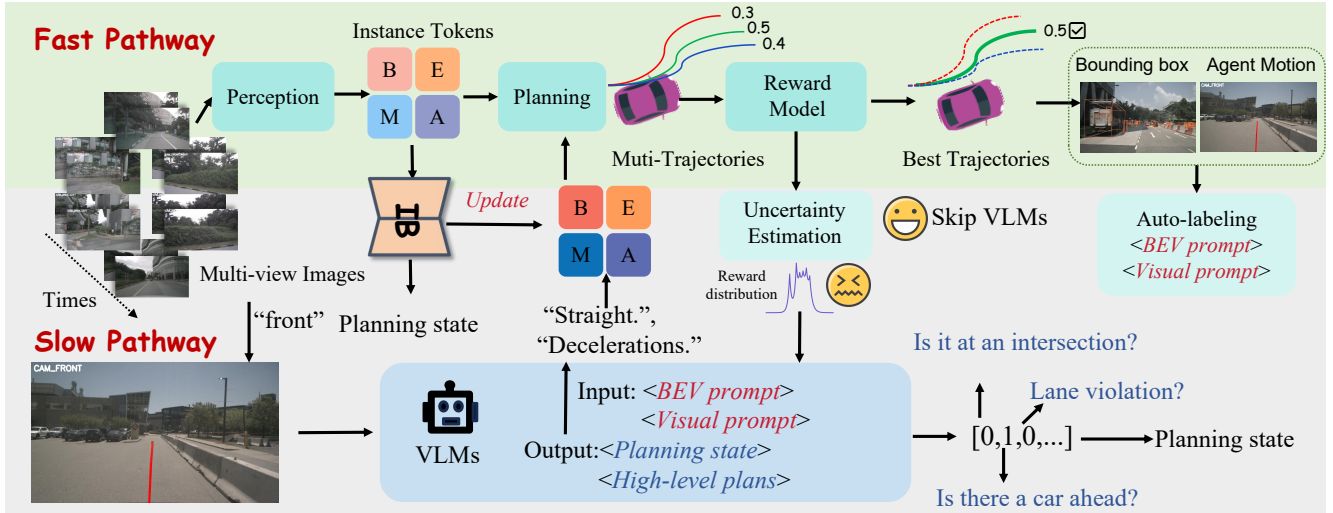 Fast Pathway
Instance Tokens
B E
M A
Perception
Planning
0.3
0.5
0.4
Reward
Model
0.5
Bounding box
Agent Motion
CAM_FRONT
Muti-Trajectories
Best Trajectories
IB
Update
B E
M A
Uncertainty
Estimation
Skip VLMs
Auto-labeling
<BEV prompt>
<Visual prompt>
Reward
distribution
Multi-view Images
Times
"front"
Planning state
"Straight.",
"Decelerations."
Slow Pathway
CAM_FRONT
VLMs
Input: <BEV prompt>
<Visual prompt>
Output:<Planning state>
<High-level plans>
Is it at an intersection?
Lane violation?
[0,1,0,...]
Planning state
Is there a car ahead?